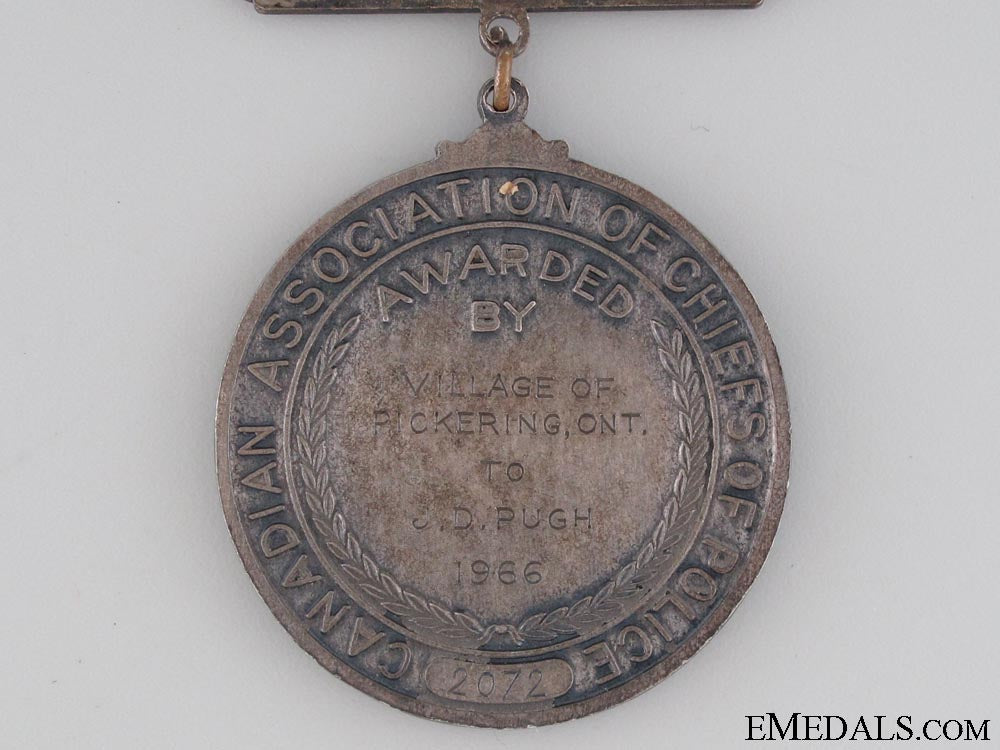 CANADIAN ASSOCIATION OF CHIEFS OF POLICE
AWARDED
BY
VILLAGE OF
PICKERING, ONT.
TO
J. D. PUGH
1966
2072
EMEDALS.COM